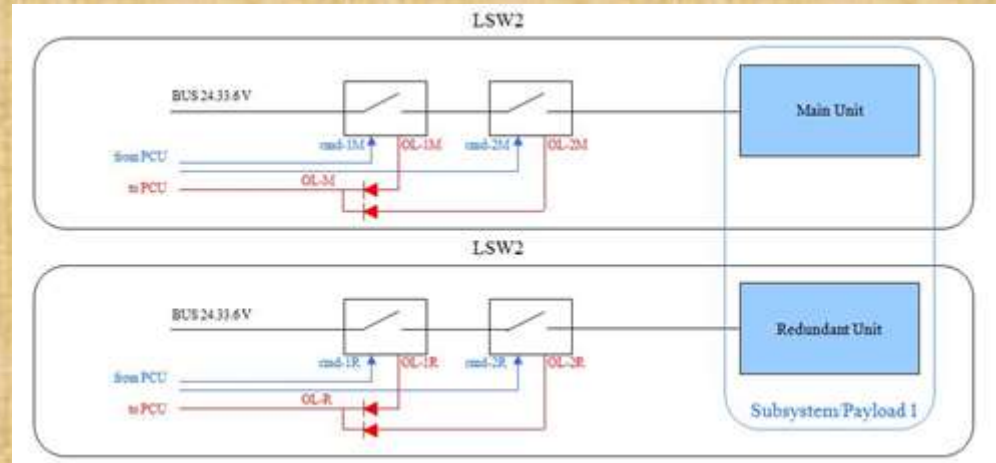 LSW2
BUS 24.33.6 V
Main Unit
cmd-1M
OL-1M
cmd-2M
OL-2M
from PCU
OL-M
to PCU
LSW2
BUS 24.33.6 V
Redundant Unit
cmd-1R
OL-1R
cmd-2R
OL-2R
from PCU
OL-R
to PCU
Subsystem/Payload 1